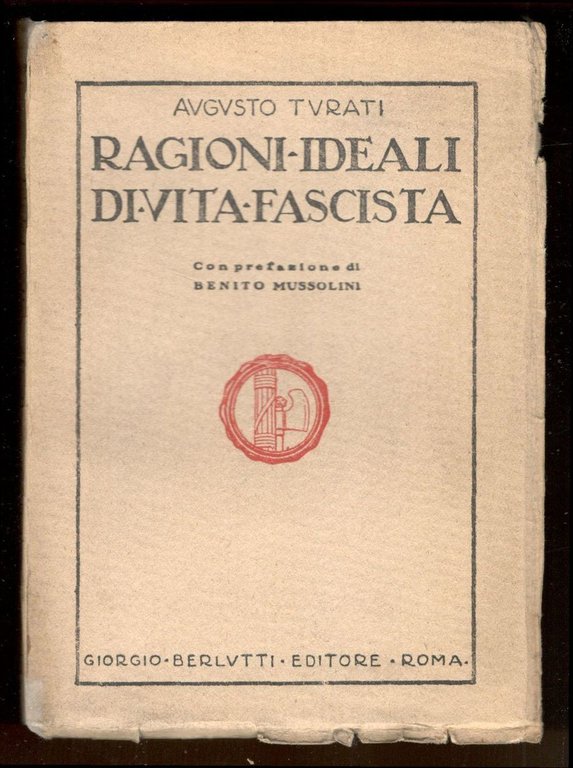 AVGVSTO TVRATI
RAGIONI·IDEALI
DI·VITA·FASCISTA
Con prefazione di
BENITO MUSSOLINI
GIORGIO·BERLVTTI·EDITORE·ROMA·